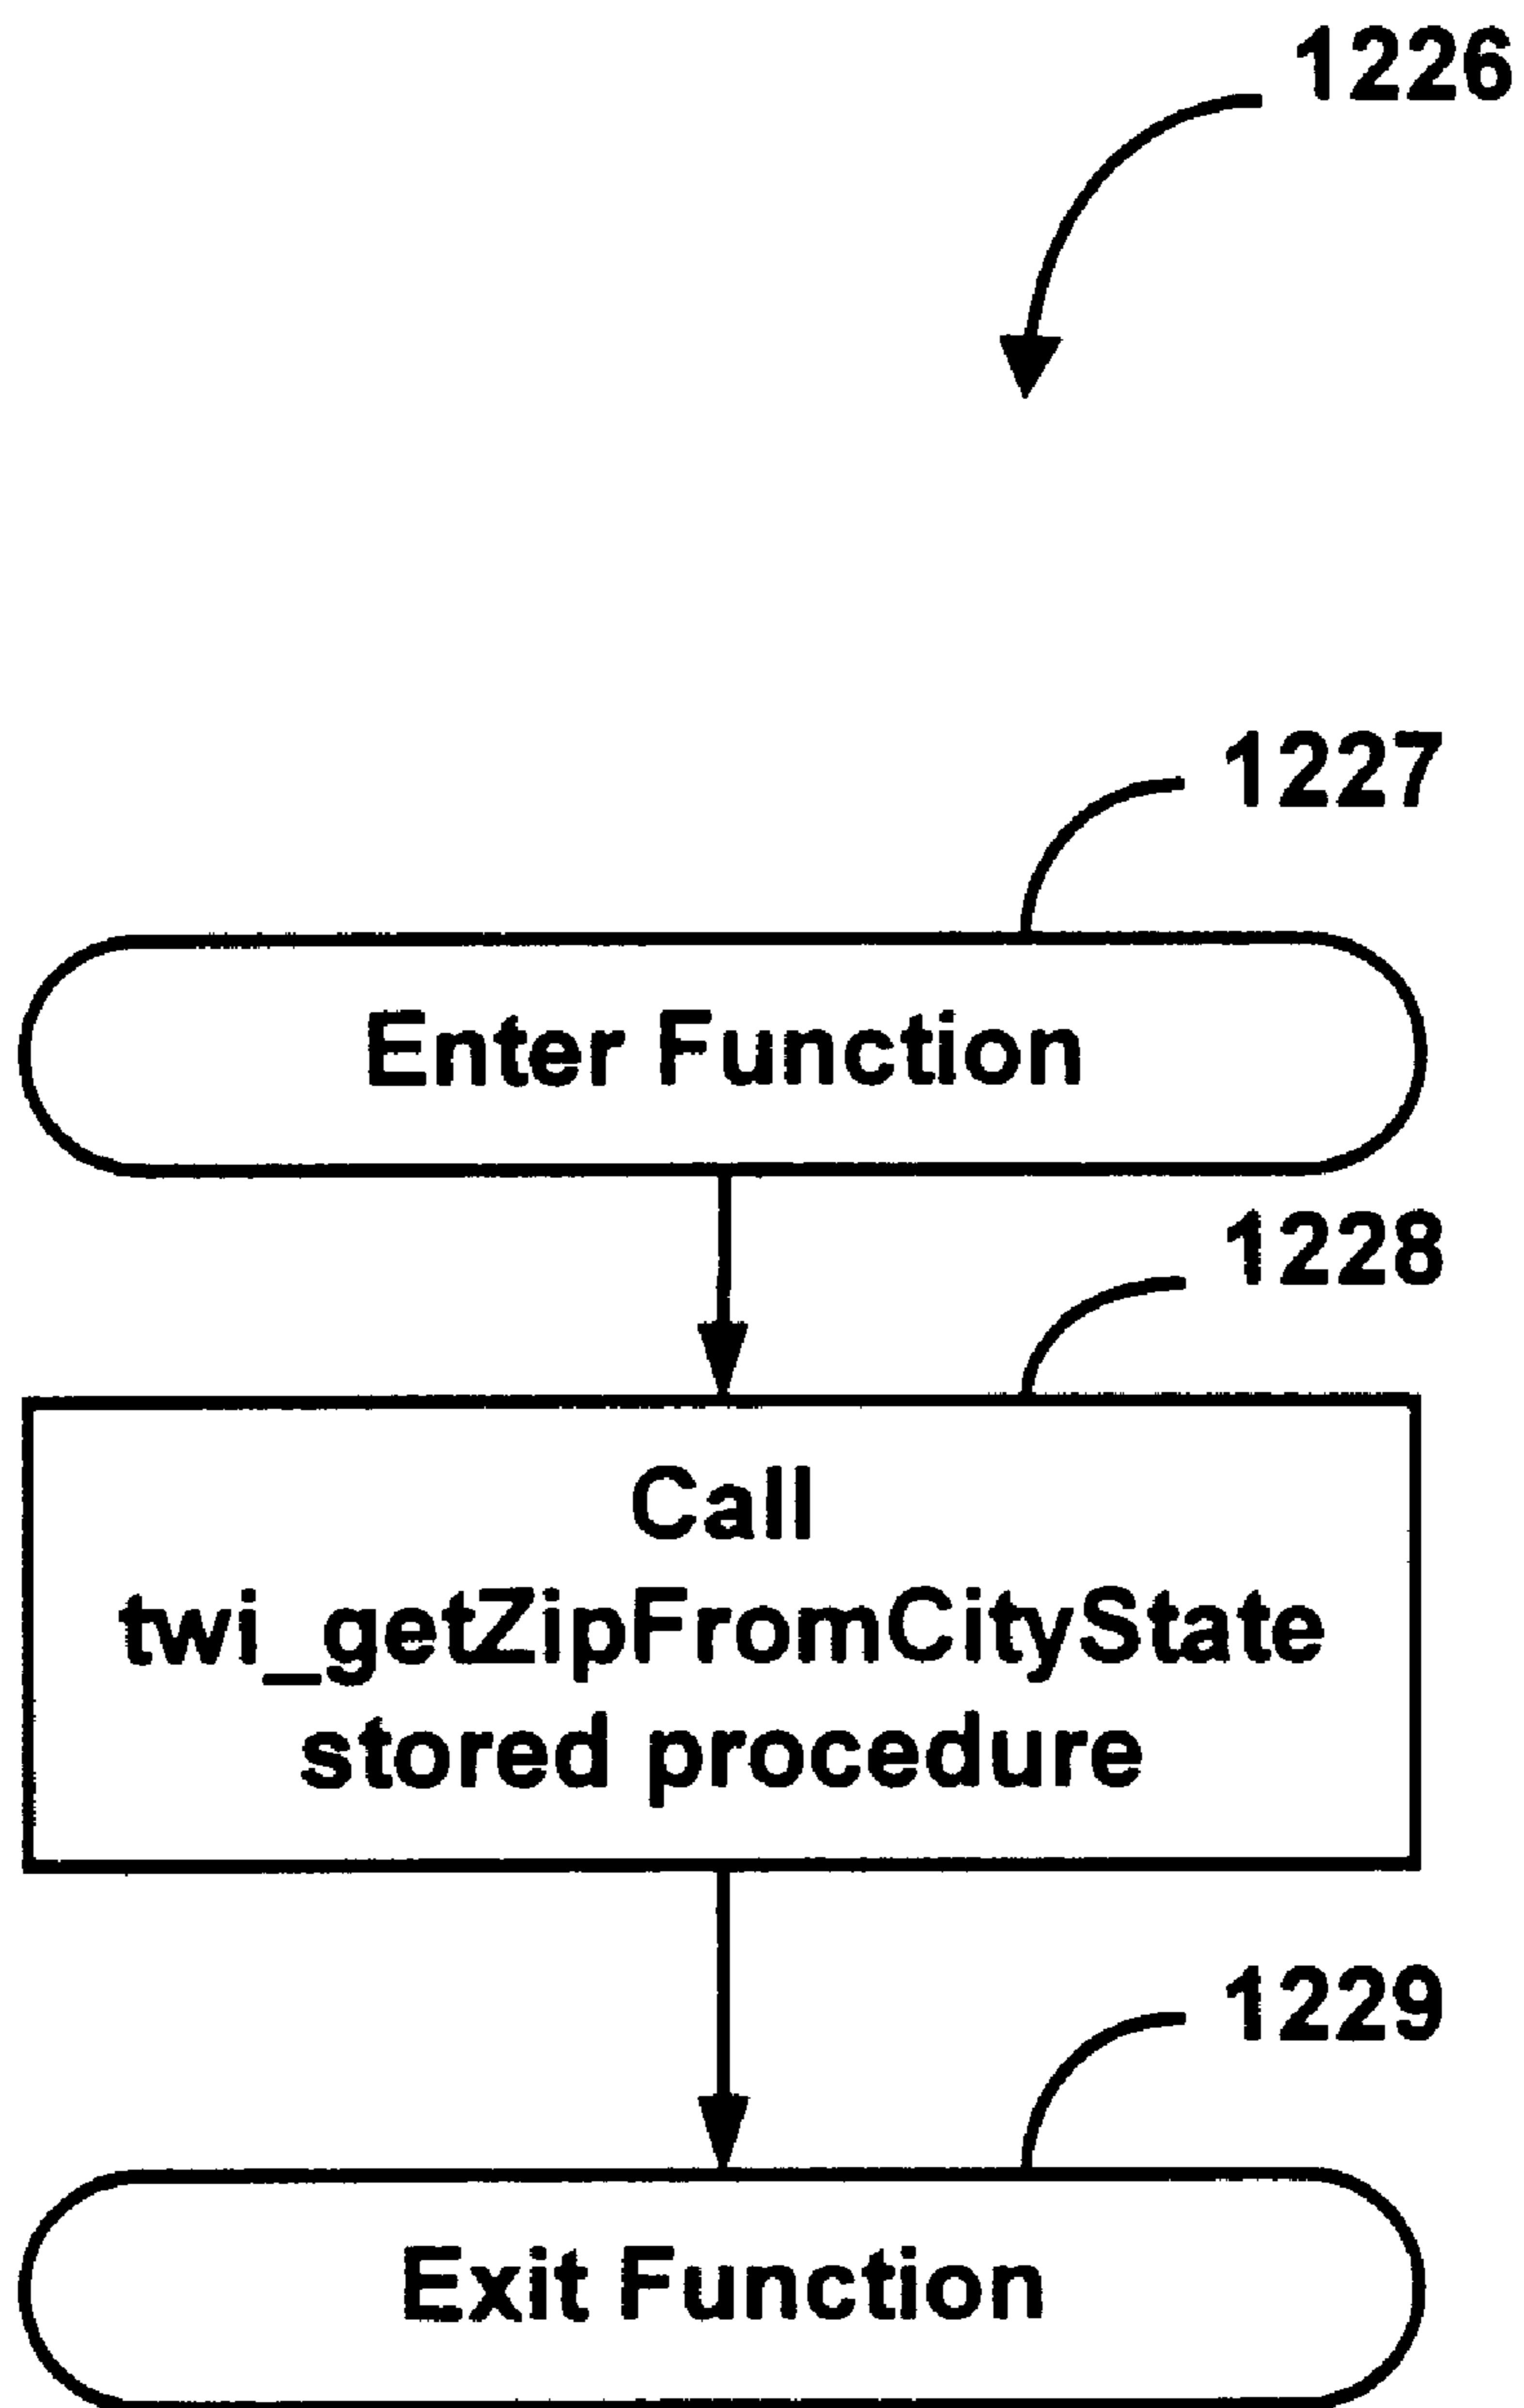 1226
1227
Enter Function
1228
Call
twi_getZipFromCityState
stored procedure
1229
Exit Function